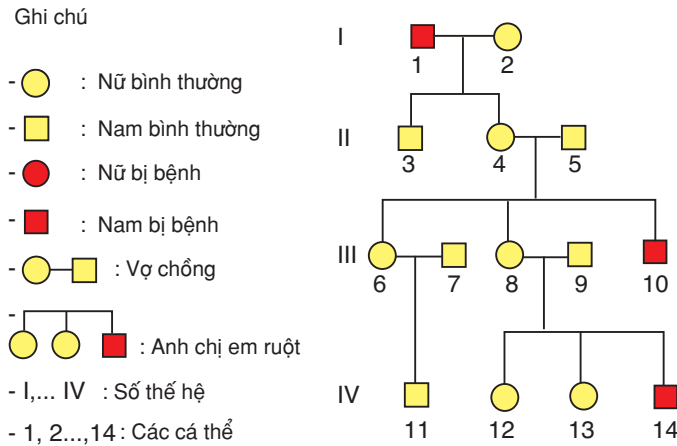 Ghi chú
- : Nữ bình thường
- : Nam bình thường
- : Nữ bị bệnh
- : Nam bị bệnh
- : Vợ chồng
- : Anh chị em ruột
- I,... IV : Số thế hệ
- 1, 2...,14 : Các cá thể
I
1 2
II
3 4 5
III
6 7 8 9 10
IV
11 12 13 14